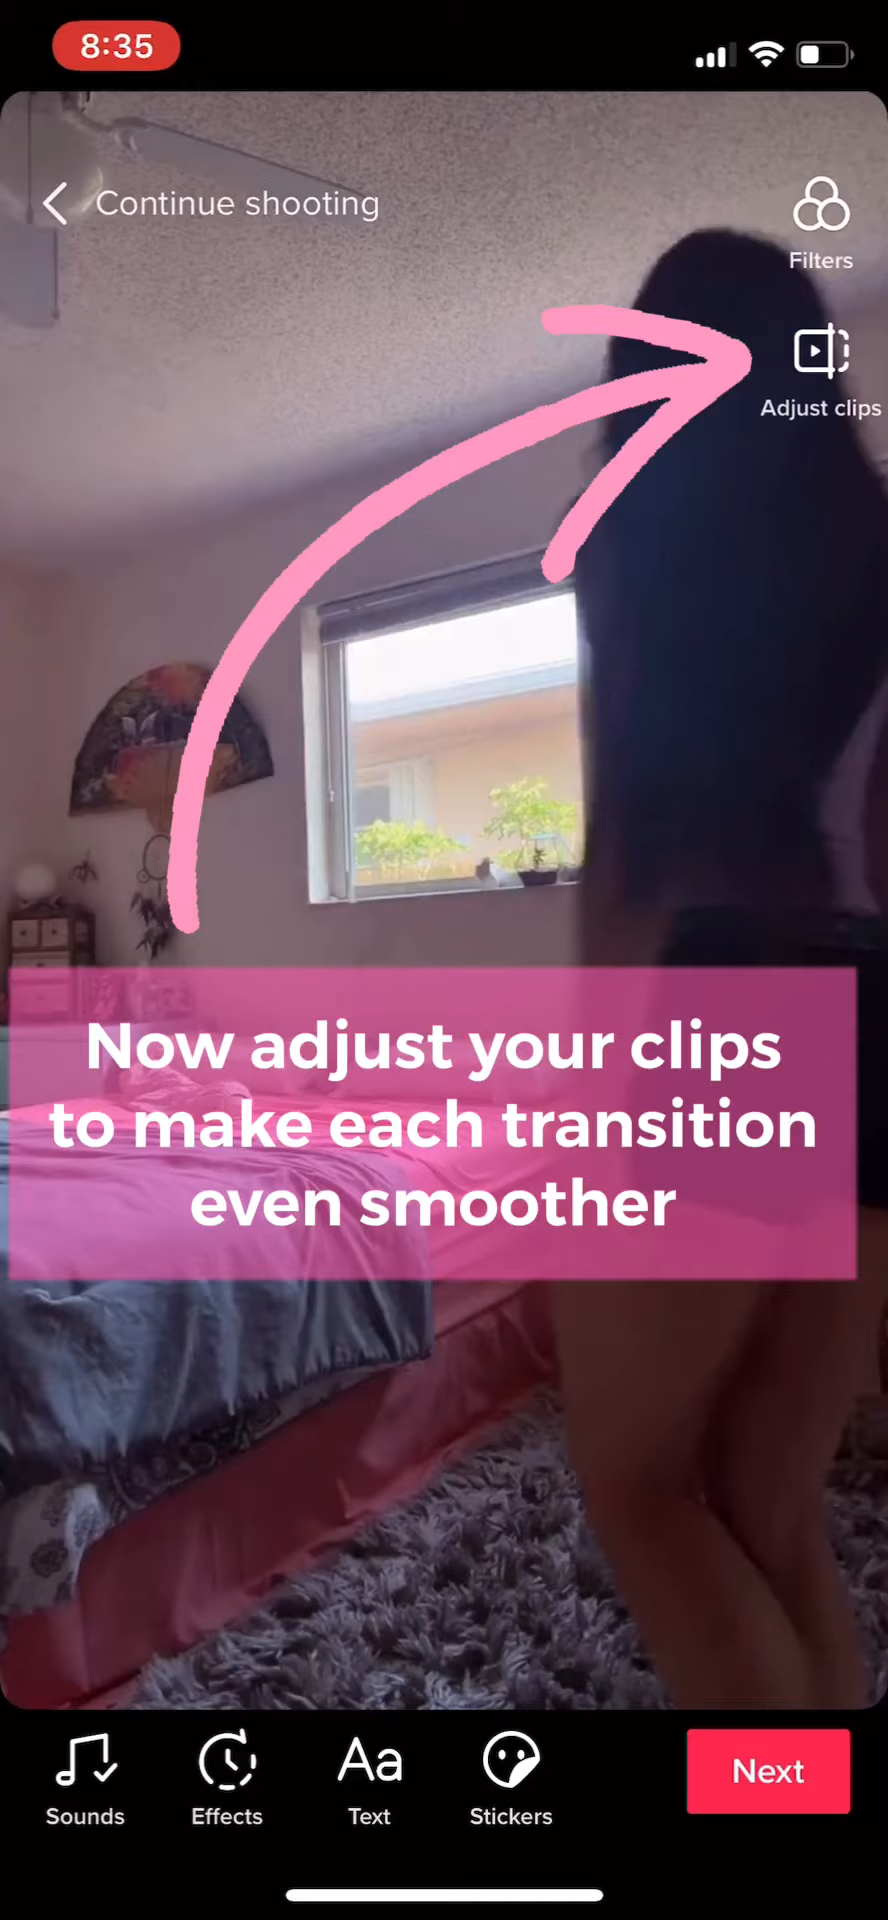 8:35
Continue shooting
Filters
Adjust clips
Now adjust your clips
to make each transition
even smoother
Sounds
Effects
Aa
Text
Stickers
Next